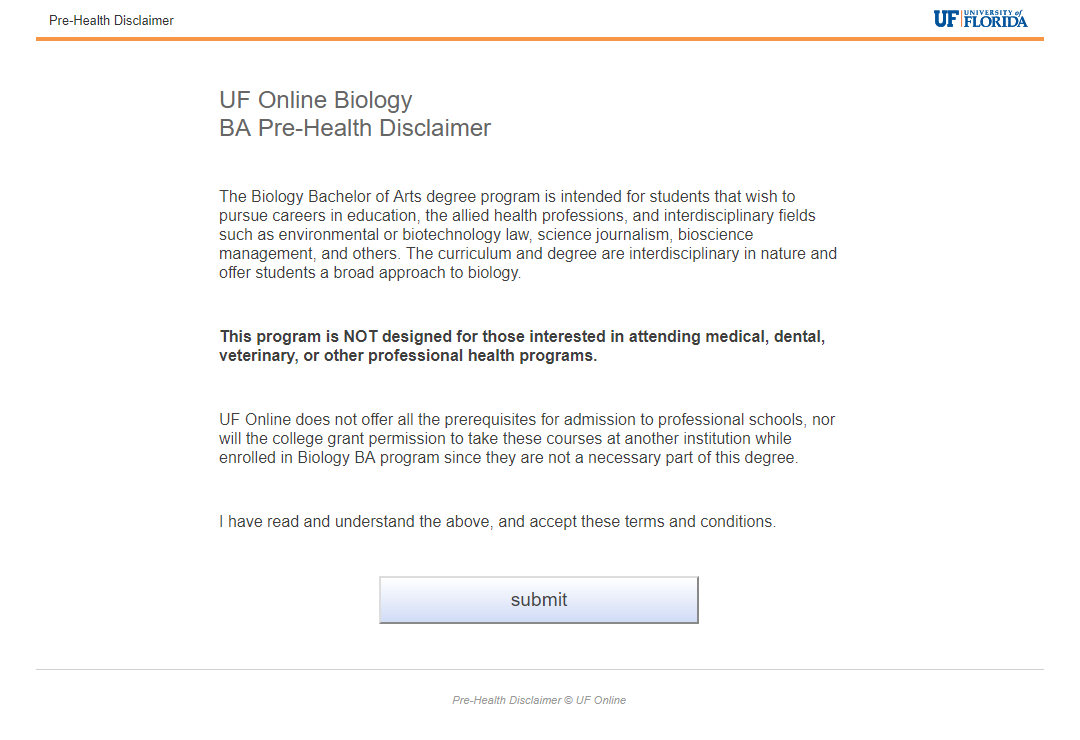 Pre-Health Disclaimer
UF UNIVERSITY of
FLORIDA
UF Online Biology
BA Pre-Health Disclaimer
The Biology Bachelor of Arts degree program is intended for students that wish to
pursue careers in education, the allied health professions, and interdisciplinary fields
such as environmental or biotechnology law, science journalism, bioscience
management, and others. The curriculum and degree are interdisciplinary in nature and
offer students a broad approach to biology.
This program is NOT designed for those interested in attending medical, dental,
veterinary, or other professional health programs.
UF Online does not offer all the prerequisites for admission to professional schools, nor
will the college grant permission to take these courses at another institution while
enrolled in Biology BA program since they are not a necessary part of this degree.
I have read and understand the above, and accept these terms and conditions.
submit
Pre-Health Disclaimer © UF Online